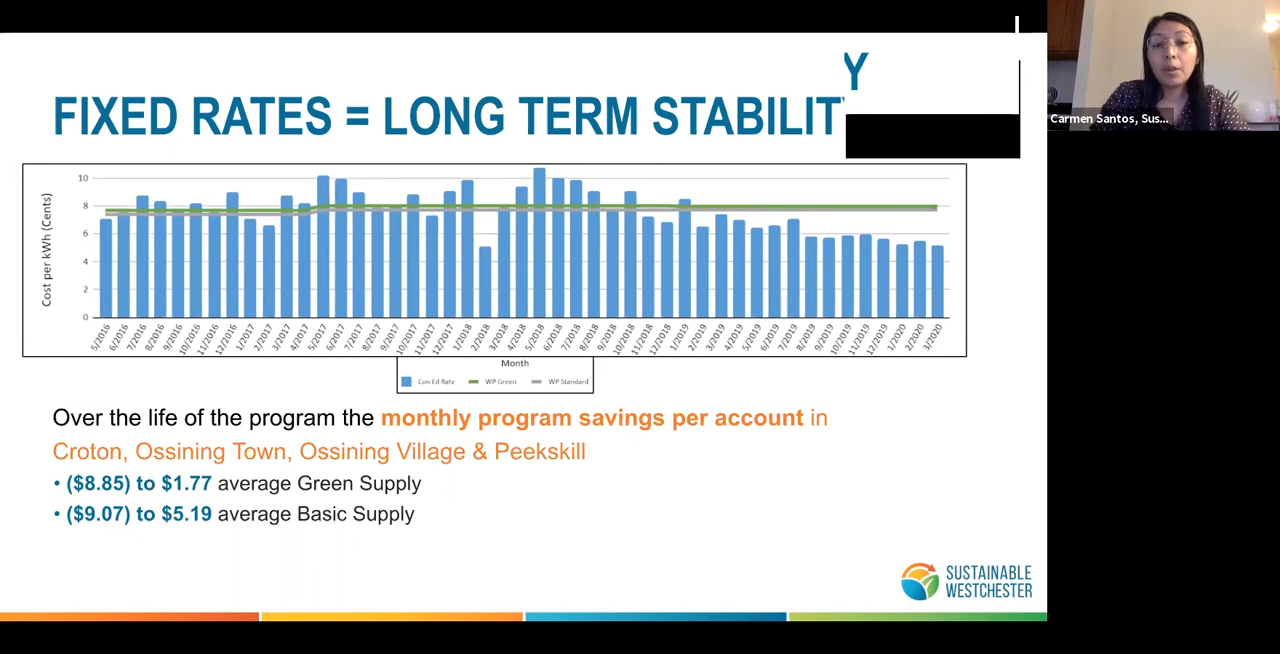 Y
FIXED RATES = LONG TERM STABILIT
Carmen Santos, Sus...
Cost per kWh (Cents)
10
8
6
4
2
0
5/2016 6/2016 7/2016 8/2016 9/2016 10/2016 11/2016 12/2016 1/2017 2/2017 3/2017 4/2017 5/2017 6/2017 7/2017 8/2017 9/2017 10/2017 11/2017 12/2017 1/2018 2/2018 3/2018 4/2018 5/2018 6/2018 7/2018 8/2018 9/2018 10/2018 11/2018 12/2018 1/2019 2/2019 3/2019 4/2019 5/2019 6/2019 7/2019 8/2019 9/2019 10/2019 11/2019 12/2019 1/2020 2/2020 3/2020
Month
Con Ed Rate WP Green WP Standard
Over the life of the program the monthly program savings per account in
Croton, Ossining Town, Ossining Village & Peekskill
• ($8.85) to $1.77 average Green Supply
• ($9.07) to $5.19 average Basic Supply
SUSTAINABLE
WESTCHESTER